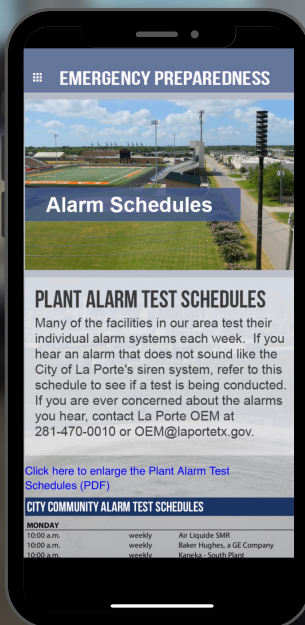 EMERGENCY PREPAREDNESS
Alarm Schedules
PLANT ALARM TEST SCHEDULES
Many of the facilities in our area test their
individual alarm systems each week. If you
hear an alarm that does not sound like the
City of La Porte's siren system, refer to this
schedule to see if a test is being conducted.
If you are ever concerned about the alarms
you hear, contact La Porte OEM at
281-470-0010 or OEM@laportetx.gov.
Click here to enlarge the Plant Alarm Test
Schedules (PDF)
CITY COMMUNITY ALARM TEST SCHEDULES
MONDAY
10:00 a.m. weekly Air Liquide SMR
10:00 a.m. weekly Baker Hughes, a GE Company
10:00 a.m. weekly Kaneka - South Plant